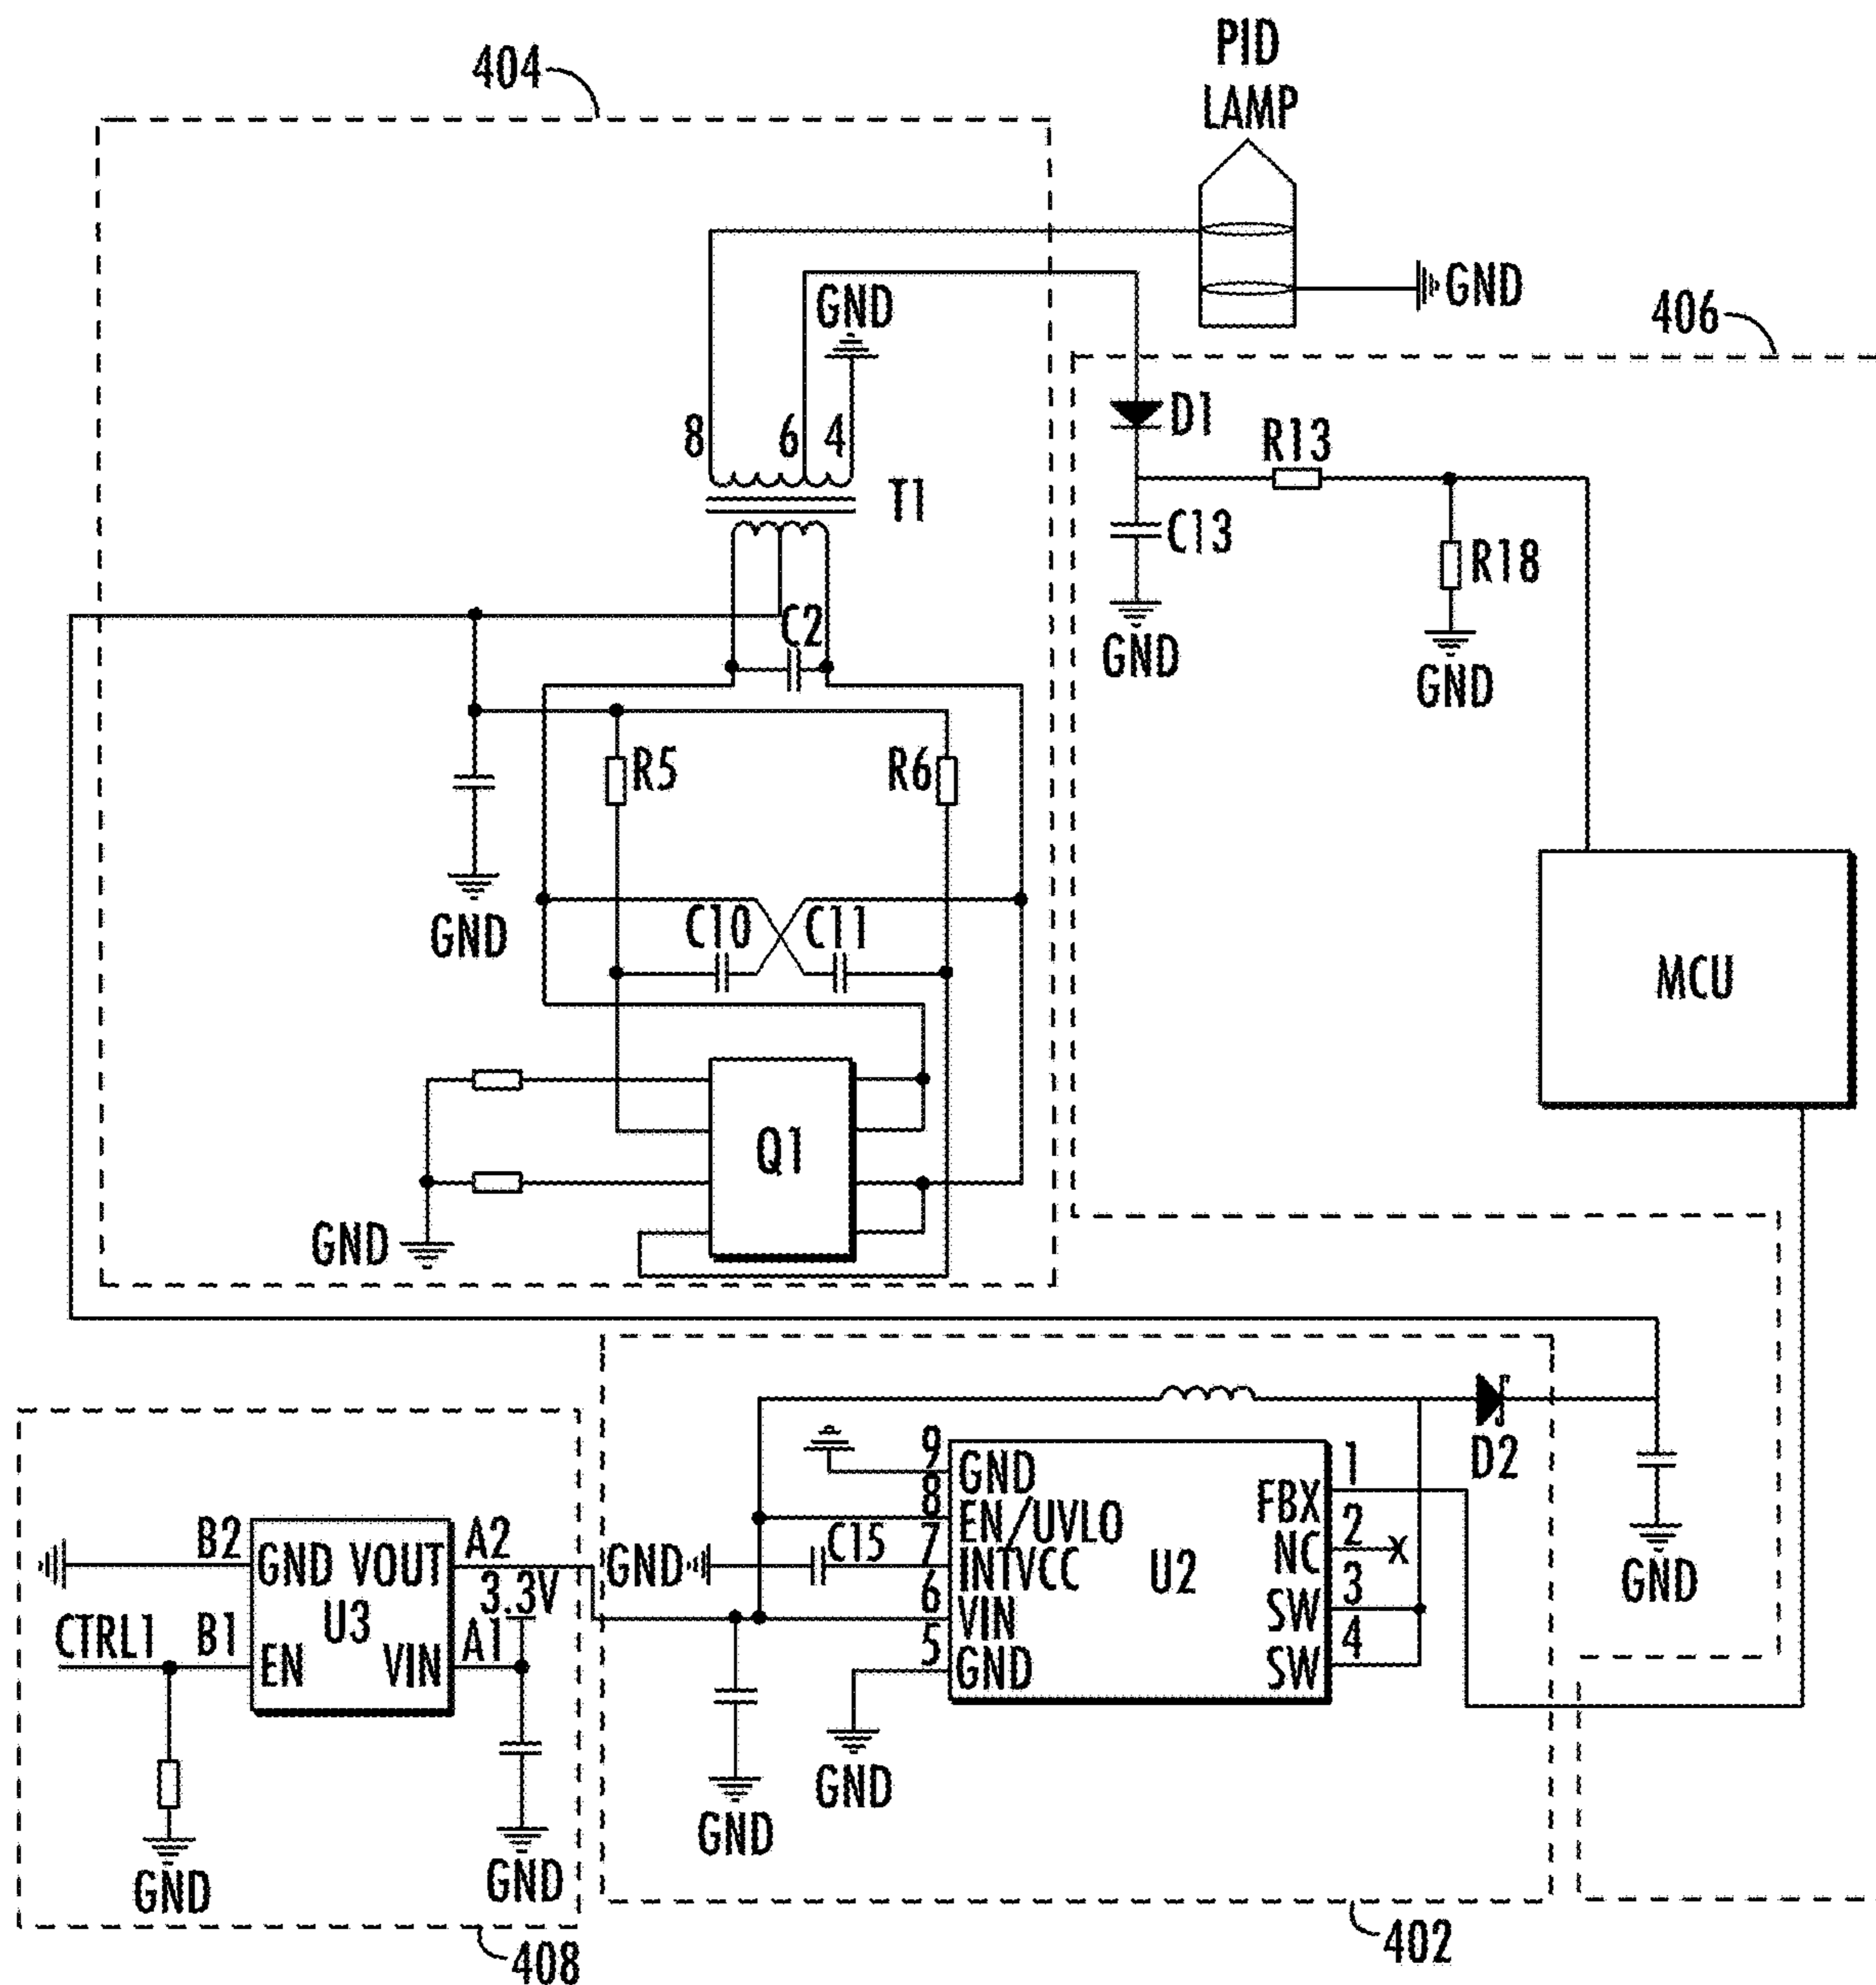 404
PID
LAMP
GND
GND
406
8
6
4
D1
R13
T1
C13
R18
C2
GND
GND
R5
R6
GND
C10
C11
MCU
Q1
GND
D2
9
GND
1
8
FBX
B2
A2
EN/UVLO
2
GND
VOUT
GND
C15
7
INTVCC
U2
NC
X
GND
3.3V
6
3
CTRL1
B1
U3
A1
VIN
SW
EN
VIN
5
4
GND
SW
GND
GND
GND
GND
408
402